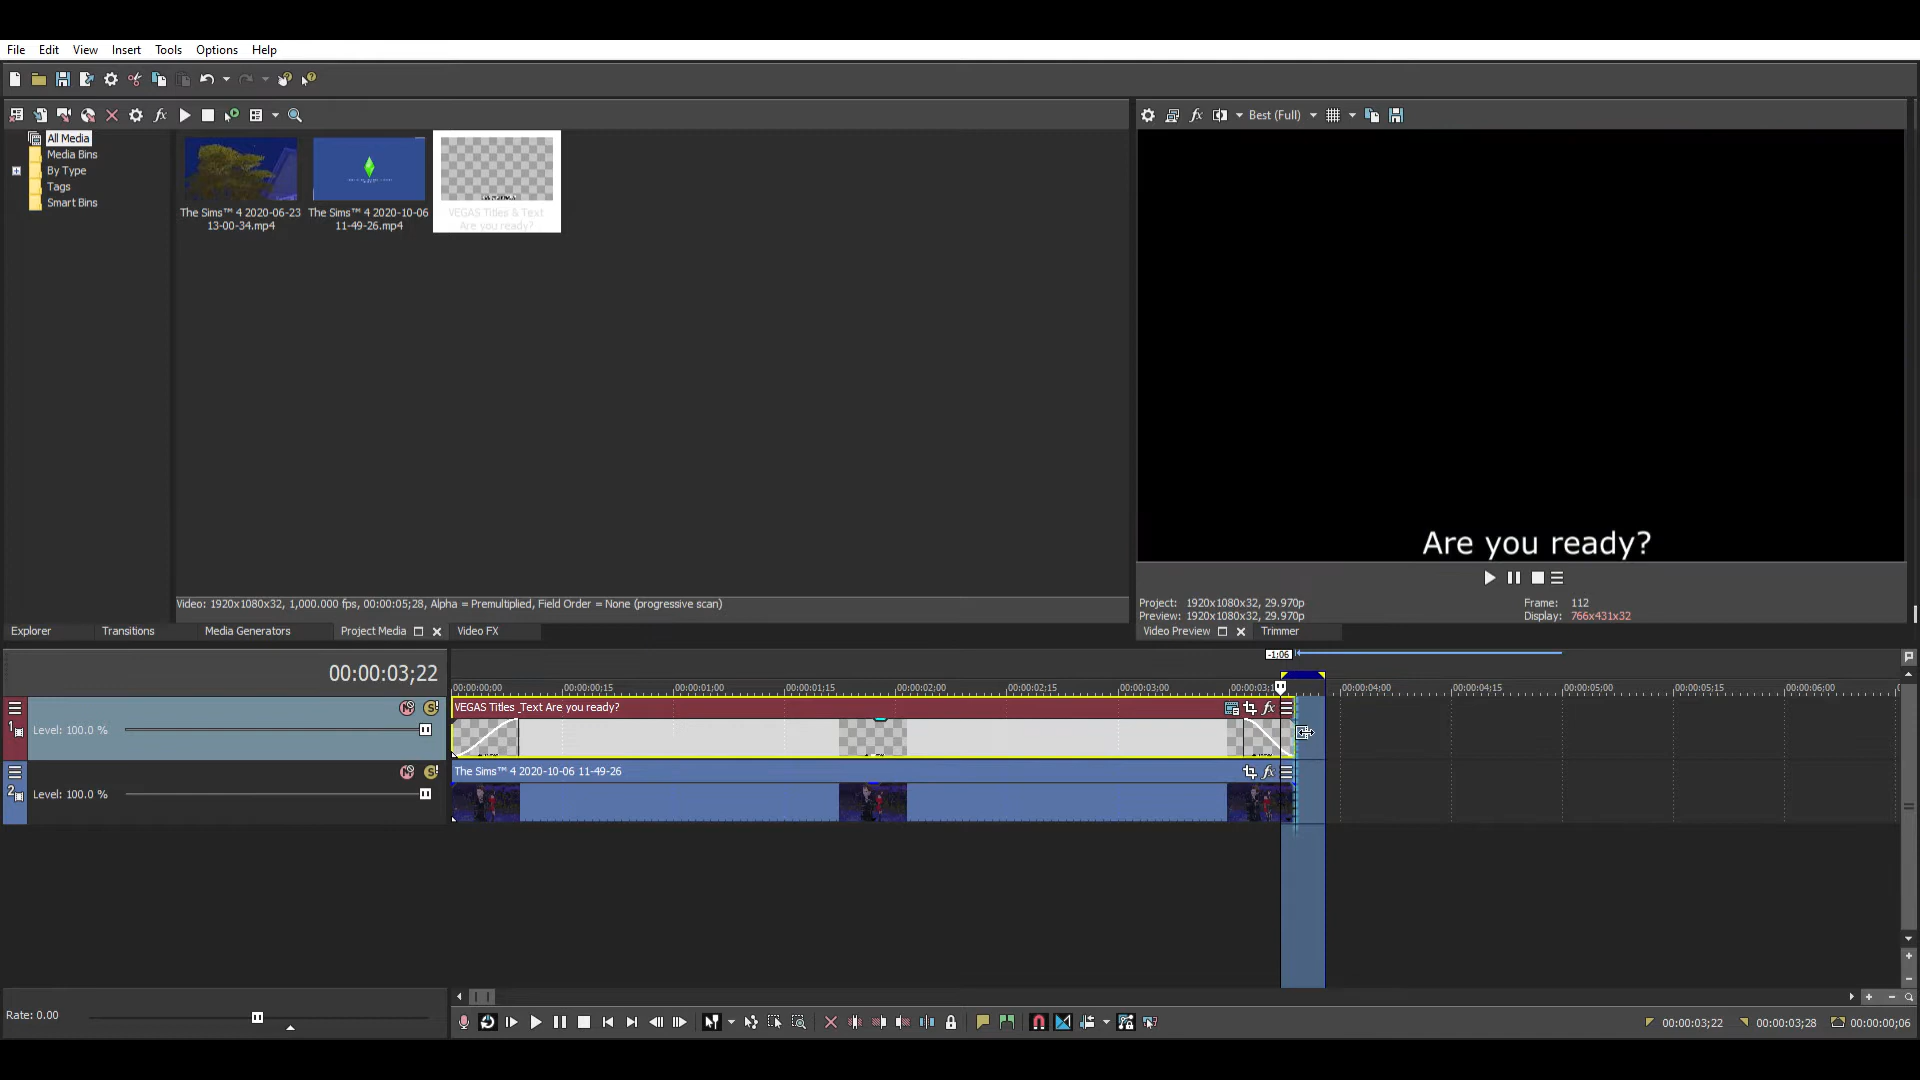 File Edit View Insert Tools Options Help
Best (Full)
All Media
Media Bins
By Type
Tags
Smart Bins
The Sims™ 4 2020-06-23 13-00-34.mp4
The Sims™ 4 2020-10-06 11-49-26.mp4
VEGAS Titles & Text Are you ready?
Are you ready?
Video: 1920x1080x32, 1,000.000 fps, 00:00:05;28, Alpha = Premultiplied, Field Order = None (progressive scan)
Project: 1920x1080x32, 29.970p
Frame: 112
Preview: 1920x1080x32, 29.970p
Display: 766x431x32
Explorer Transitions Media Generators Project Media Video FX
Video Preview Trimmer
-1;06
00:00:03;22
00:00:00;00 00:00:00;15 00:00:01;00 00:00:01;15 00:00:02;00 00:00:02;15 00:00:03;00 00:00:03;1 00:00:04;00 00:00:04;15 00:00:05;00 00:00:05;15 00:00:06;00
VEGAS Titles _Text Are you ready?
1
Level: 100.0 %
The Sims™ 4 2020-10-06 11-49-26
2
Level: 100.0 %
Rate: 0.00
00:00:03;22 00:00:03;28 00:00:00;06